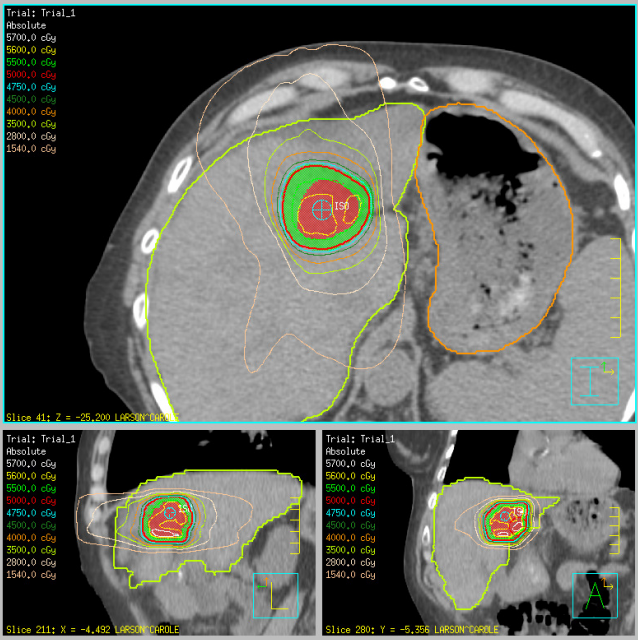 Trial: Trial_1
Absolute
5700.0 cGy
5600.0 cGy
5500.0 cGy
5000.0 cGy
4750.0 cGy
4500.0 cGy
4000.0 cGy
3500.0 cGy
2800.0 cGy
1540.0 cGy
ISO
T
Slice 41: Z = -25.200 LARSON^CAROLE
Trial: Trial_1
Absolute
5700.0 cGy
5600.0 cGy
5500.0 cGy
5000.0 cGy
4750.0 cGy
4500.0 cGy
4000.0 cGy
3500.0 cGy
2800.0 cGy
1540.0 cGy
L
Slice 211: X = -4.492 LARSON^CAROLE
Trial: Trial_1
Absolute
5700.0 cGy
5600.0 cGy
5500.0 cGy
5000.0 cGy
4750.0 cGy
4500.0 cGy
4000.0 cGy
3500.0 cGy
2800.0 cGy
1540.0 cGy
A
Slice 280: Y = -5.356 LARSON^CAROLE